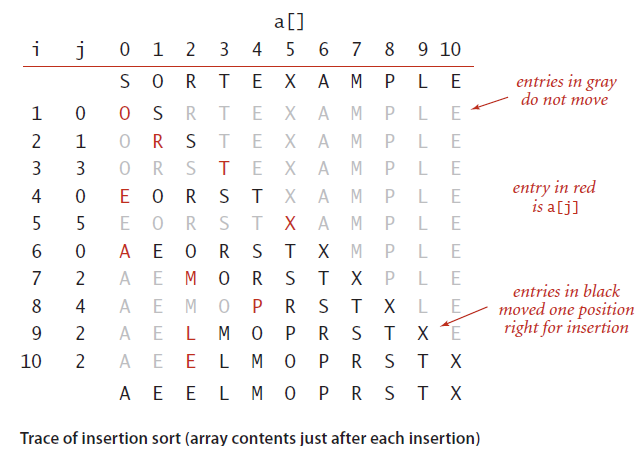 a[]
i j 0 1 2 3 4 5 6 7 8 9 10
S O R T E X A M P L E
entries in gray
do not move
1 0 O S R T E X A M P L E
2 1 O R S T E X A M P L E
3 3 O R S T E X A M P L E
4 0 E O R S T X A M P L E
entry in red
is a[j]
5 5 E O R S T X A M P L E
6 0 A E O R S T X M P L E
7 2 A E M O R S T X P L E
8 4 A E M O P R S T X L E
entries in black
moved one position
right for insertion
9 2 A E L M O P R S T X E
10 2 A E E L M O P R S T X
A E E L M O P R S T X
Trace of insertion sort (array contents just after each insertion)